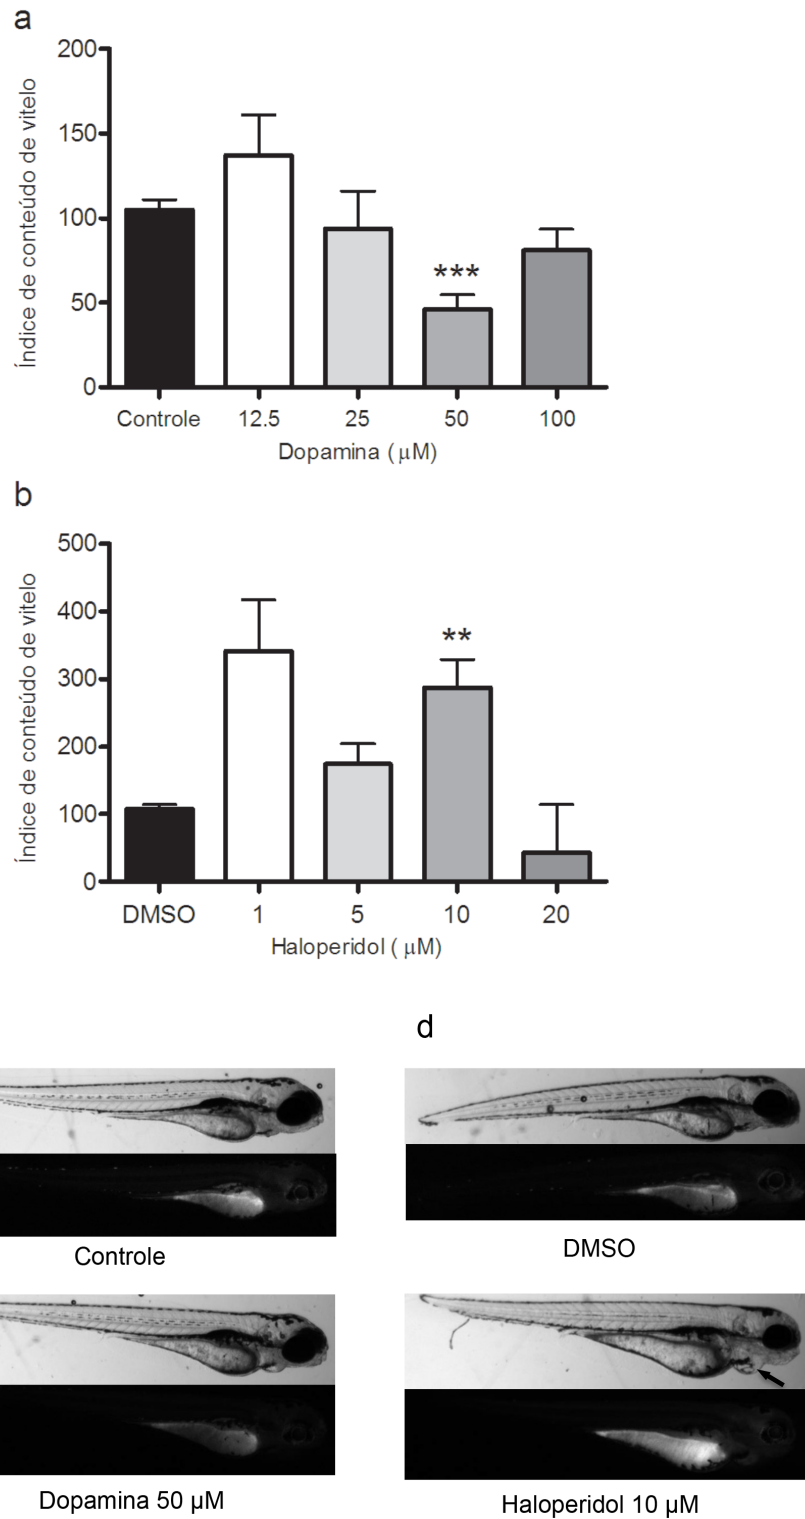 a
Índice de conteúdo de vitelo
200
150
100
50
0
***
Controle 12.5 25 50 100
Dopamina ( μM)
b
Índice de conteúdo de vitelo
500
400
300
200
100
0
**
DMSO 1 5 10 20
Haloperidol ( μM)
d
Controle
DMSO
Dopamina 50 μM
Haloperidol 10 μM